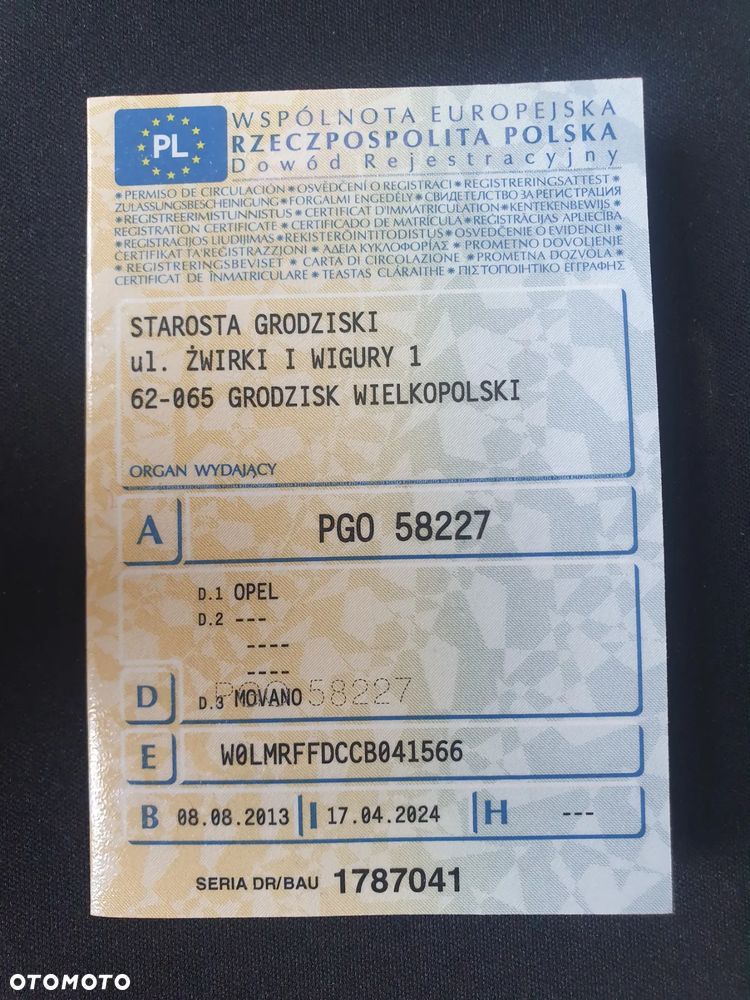 PL
WSPÓLNOTA EUROPEJSKA
RZECZPOSPOLITA POLSKA
Dowód Rejestracyjny
* PERMISO DE CIRCULACIÓN * OSVĚDČENÍ O REGISTRACI * REGISTRERINGSATTEST *
ZULASSUNGSBESCHEINIGUNG * FORGALMI ENGEDÉLY * СВИДЕТЕЛСТВО ЗА РЕГИСТРАЦИЯ
* REGISTREERIMISTUNNISTUS * CERTIFICAT D'IMMATRICULATION * KENTEKENBEWIJS *
REGISTRATION CERTIFICATE * CERTIFICADO DE MATRÍCULA * REĢISTRĀCIJAS APLIECĪBA
* REGISTRACIJOS LIUDIJIMAS * REKISTERÖINTITODISTUS * OSVEDČENIE O EVIDENCII *
ĊERTIFIKAT TA' REĠISTRAZZJONI * ΑΔΕΙΑ ΚΥΚΛΟΦΟΡΙΑΣ * PROMETNO DOVOLJENJE
* REGISTRERINGSBEVISET * CARTA DI CIRCOLAZIONE * PROMETNA DOZVOLA *
CERTIFICAT DE ÎNMATRICULARE * TEASTAS CLÁRAITHE * ΠΙΣΤΟΠΟΙΗΤΙΚΟ ΕΓΓΡΑΦΗΣ
STAROSTA GRODZISKI
ul. ŻWIRKI I WIGURY 1
62-065 GRODZISK WIELKOPOLSKI
ORGAN WYDAJĄCY
A PGO 58227
D.1 OPEL
D.2 ---
----
----
PGO 58227
D D.3 MOVANO
E W0LMRFFDCCB041566
B 08.08.2013 I 17.04.2024 H ---
SERIA DR/BAU 1787041
OTOMOTO